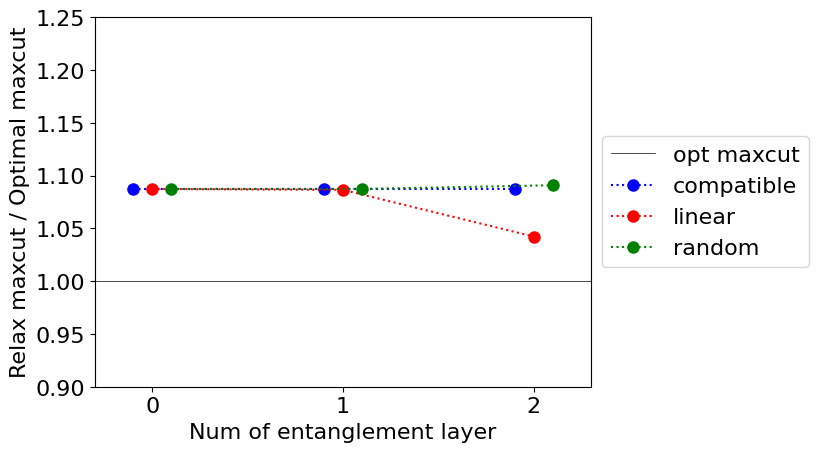 1.25
1.20
1.15
1.10
1.05
1.00
0.95
0.90
Relax maxcut / Optimal maxcut
0 1 2
Num of entanglement layer
opt maxcut
compatible
linear
random